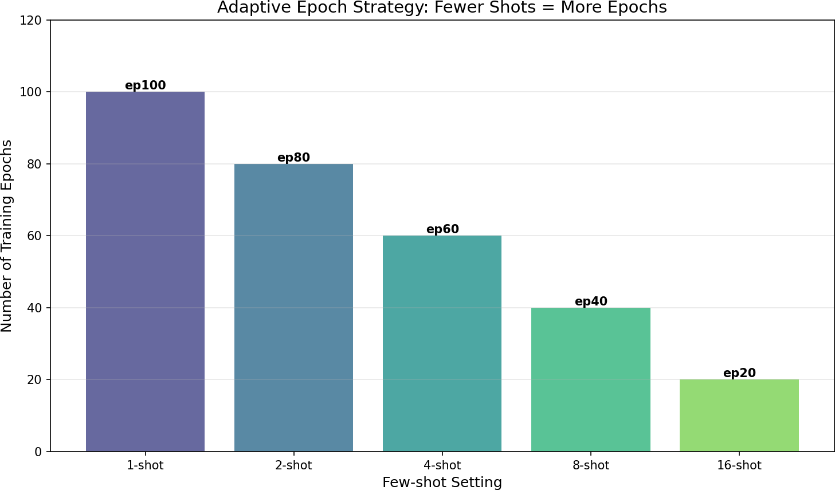 Adaptive Epoch Strategy: Fewer Shots = More Epochs
Number of Training Epochs
120
100
80
60
40
20
0
ep100
ep80
ep60
ep40
ep20
1-shot
2-shot
4-shot
8-shot
16-shot
Few-shot Setting